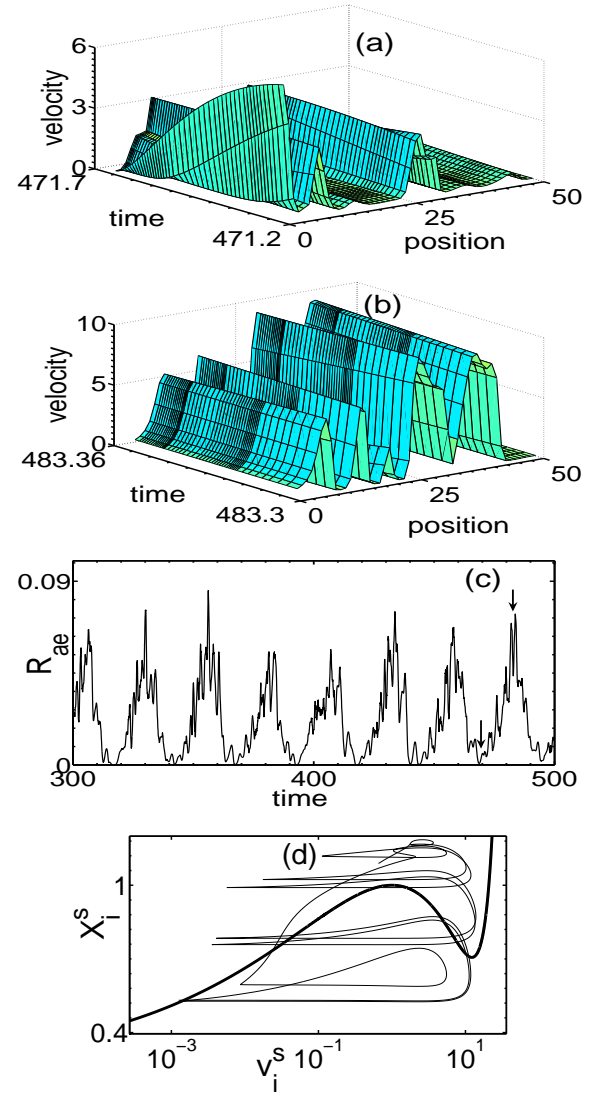 6
(a)
3
velocity
0
471.7
50
time
25
471.2
0
position
10
(b)
5
velocity
0
483.36
50
time
25
483.3
0
position
0.09
(c)
R_ae
0
300
400
500
time
(d)
1
X_i^s
0.4
10^−3
v_i^s
10^−1
10^1